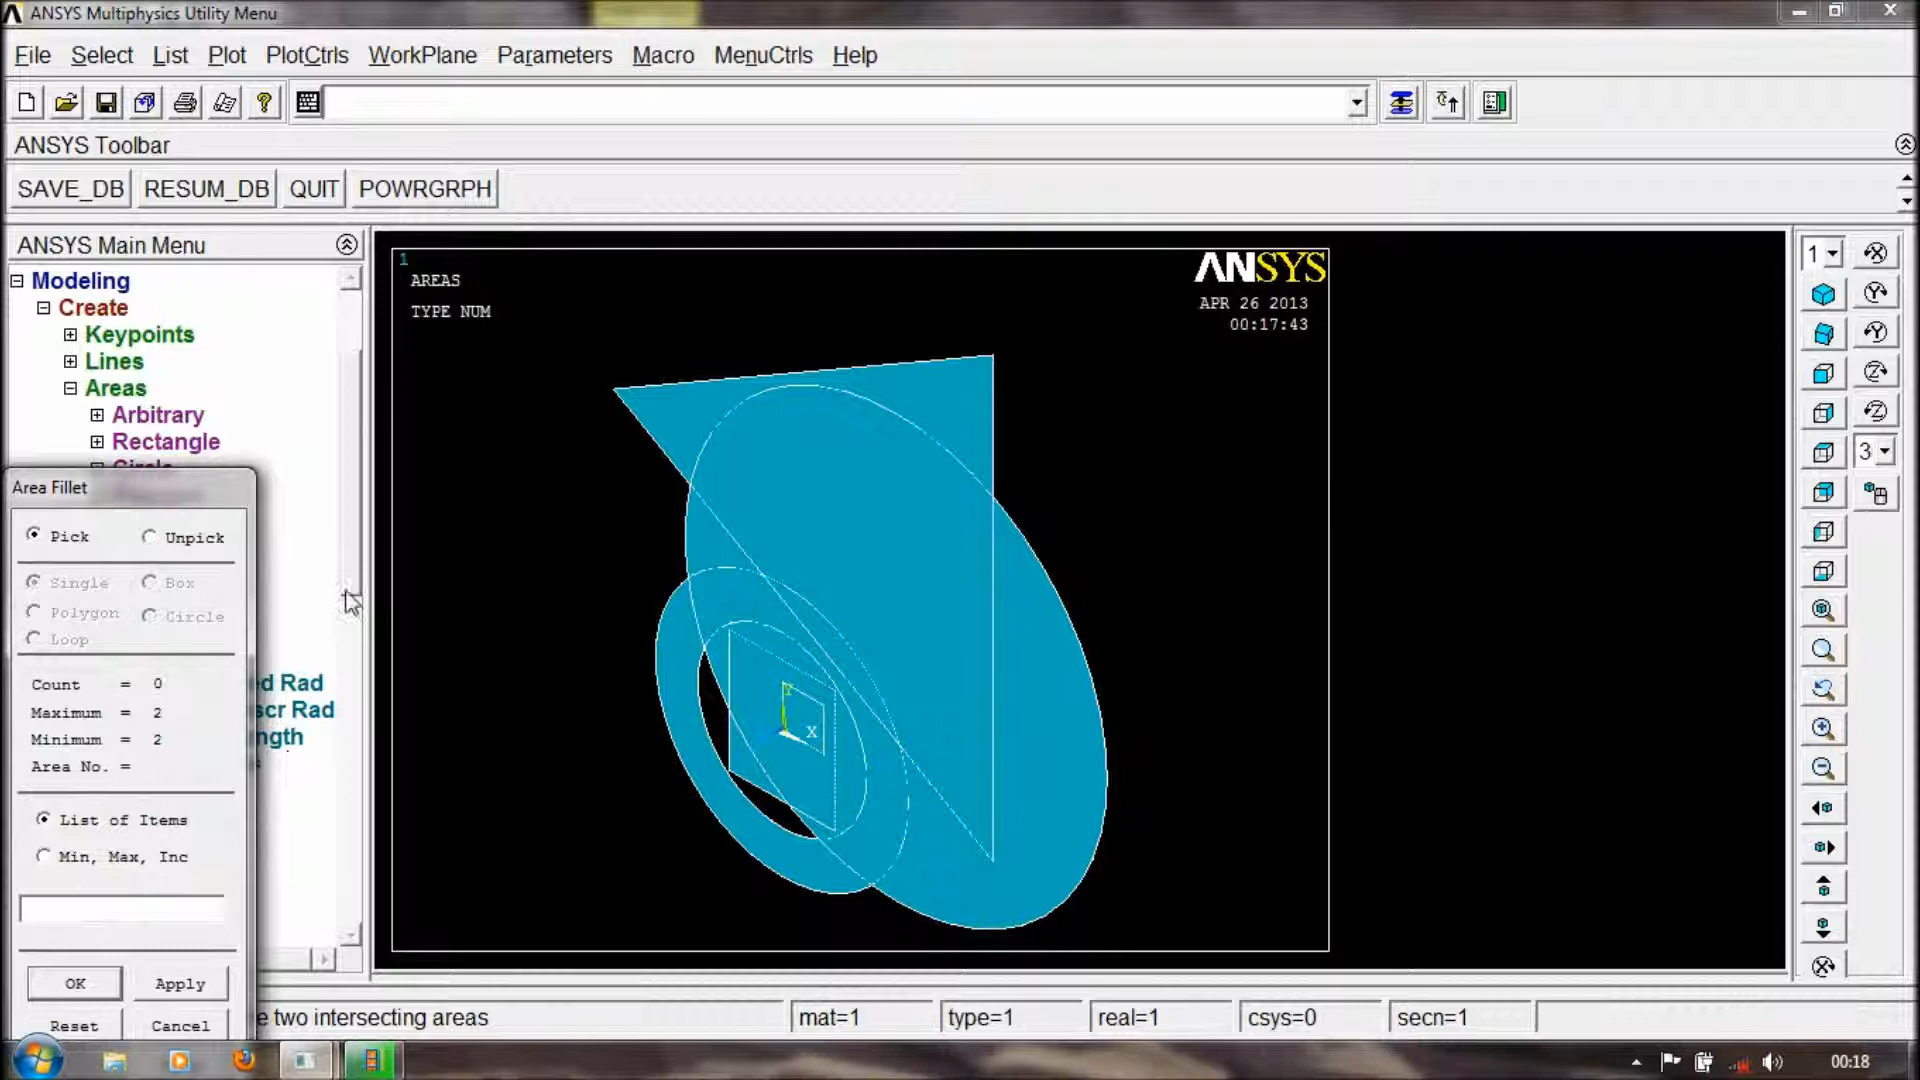 ANSYS Multiphysics Utility Menu
File Select List Plot PlotCtrls WorkPlane Parameters Macro MenuCtrls Help
ANSYS Toolbar
SAVE_DB RESUM_DB QUIT POWRGRPH
ANSYS Main Menu
Modeling
Create
Keypoints
Lines
Areas
Arbitrary
Rectangle
Circle
Area Fillet
Pick Unpick
Single Box
Polygon Circle
Loop
Count = 0
Maximum = 2
Minimum = 2
Area No. =
List of Items
Min, Max, Inc
OK Apply
Reset Cancel
ed Rad
scr Rad
ngth
1
AREAS
TYPE NUM
ANSYS
APR 26 2013
00:17:43
Y
X
1
3
e two intersecting areas
mat=1
type=1
real=1
csys=0
secn=1
00:18